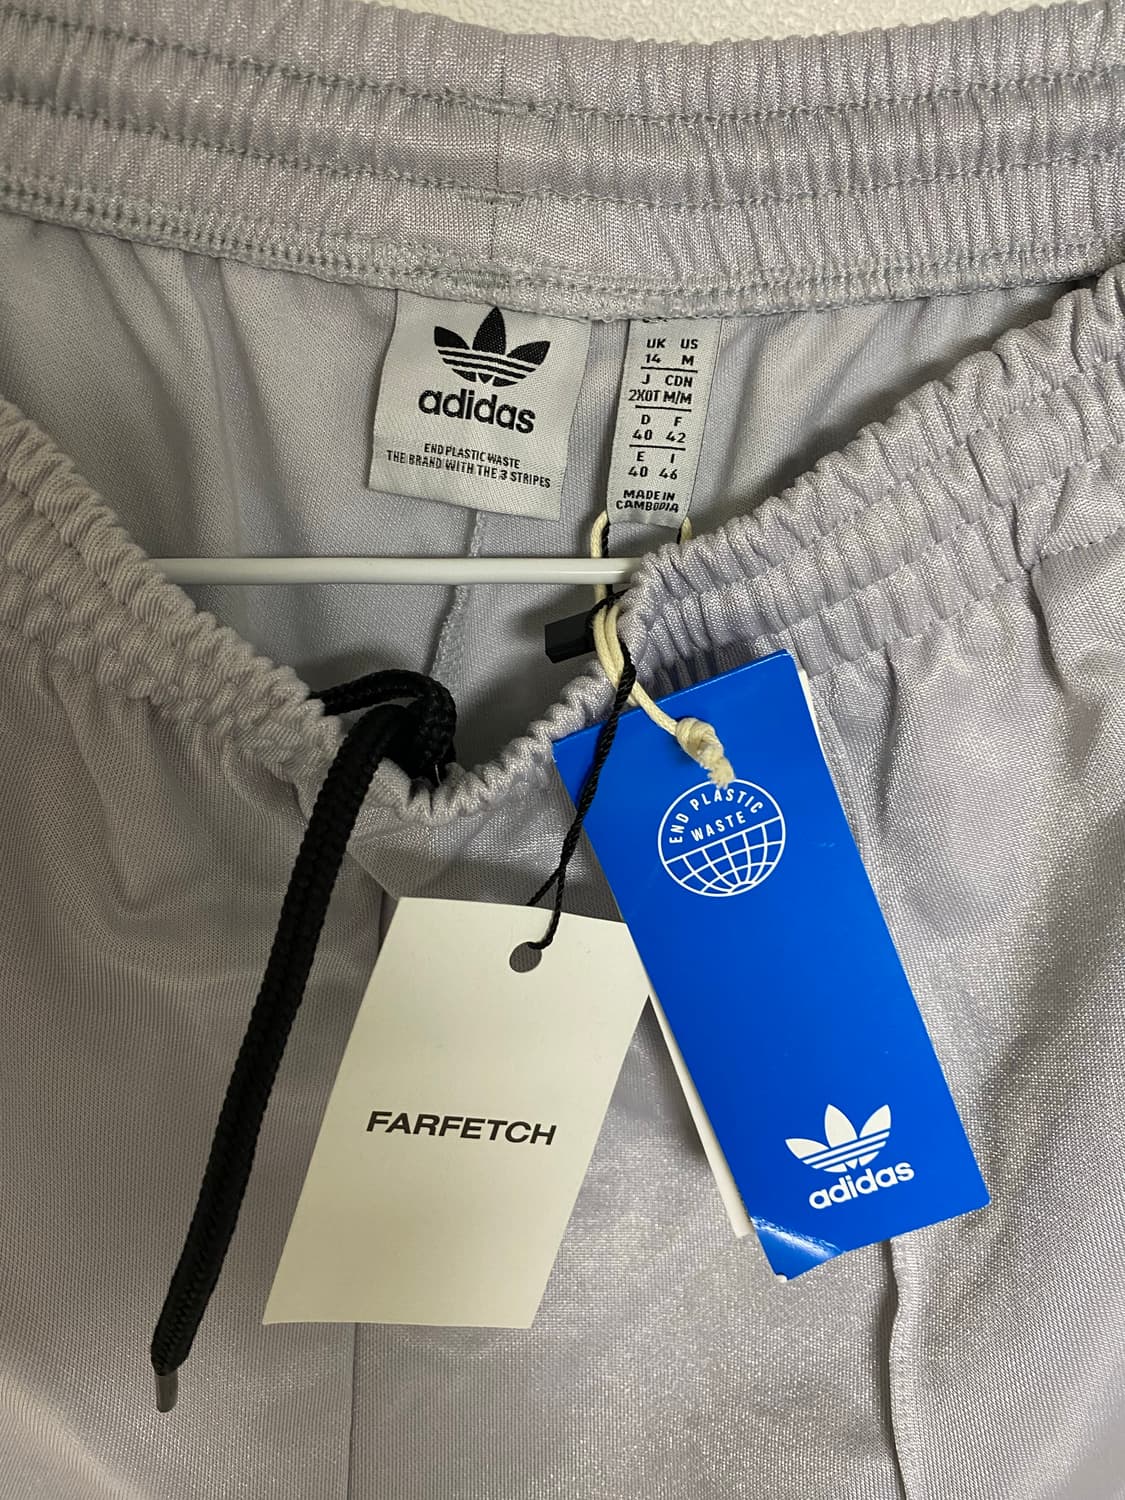 adidas
END PLASTIC WASTE
THE BRAND WITH THE 3 STRIPES
UK US
14 M
J CDN
2XOT M/M
D F
40 42
E I
40 46
MADE IN
CAMBODIA
END PLASTIC
WASTE
adidas
FARFETCH